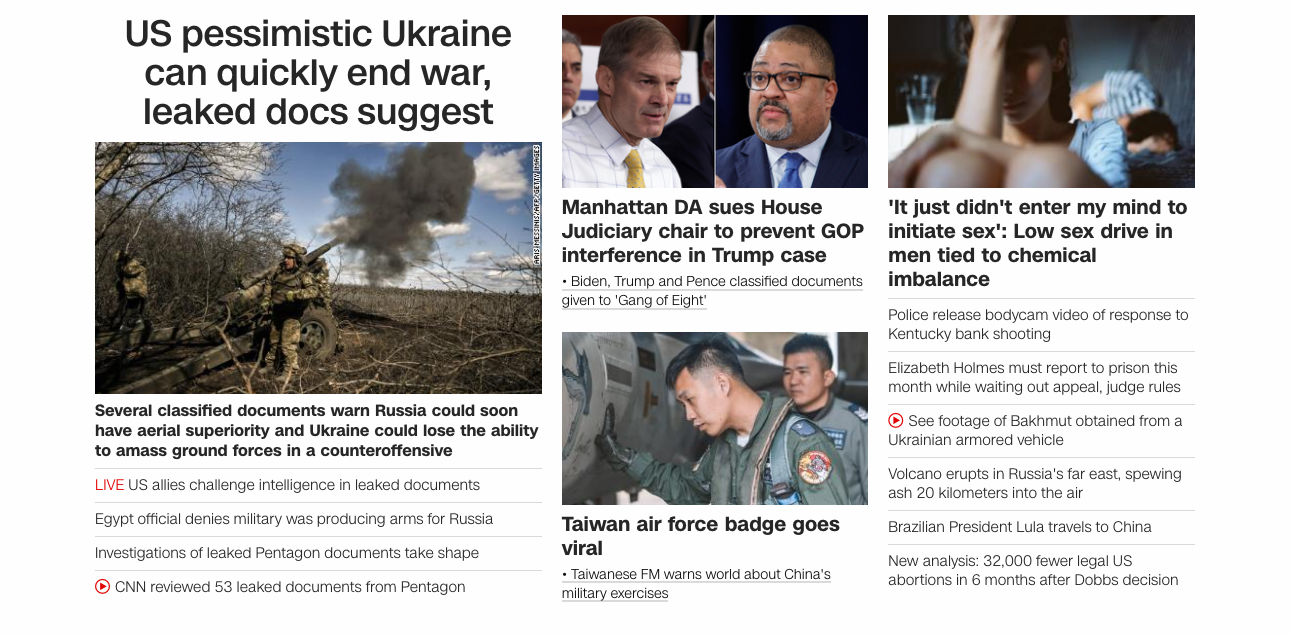 US pessimistic Ukraine
can quickly end war,
leaked docs suggest
ARIS MESSINIS/AFP/GETTY IMAGES
Several classified documents warn Russia could soon
have aerial superiority and Ukraine could lose the ability
to amass ground forces in a counteroffensive
LIVE US allies challenge intelligence in leaked documents
Egypt official denies military was producing arms for Russia
Investigations of leaked Pentagon documents take shape
CNN reviewed 53 leaked documents from Pentagon
Manhattan DA sues House
Judiciary chair to prevent GOP
interference in Trump case
• Biden, Trump and Pence classified documents
given to 'Gang of Eight'
Taiwan air force badge goes
viral
• Taiwanese FM warns world about China's
military exercises
'It just didn't enter my mind to
initiate sex': Low sex drive in
men tied to chemical
imbalance
Police release bodycam video of response to
Kentucky bank shooting
Elizabeth Holmes must report to prison this
month while waiting out appeal, judge rules
See footage of Bakhmut obtained from a
Ukrainian armored vehicle
Volcano erupts in Russia's far east, spewing
ash 20 kilometers into the air
Brazilian President Lula travels to China
New analysis: 32,000 fewer legal US
abortions in 6 months after Dobbs decision